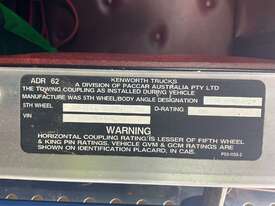 ADR 62
KENWORTH TRUCKS
A DIVISION OF PACCAR AUSTRALIA PTY LTD
THE TOWING COUPLING AS INSTALLED DURING VEHICLE
MANUFACTURE WAS 5TH WHEEL/BODY ANGLE DESIGNATION
5TH WHEEL
D-RATING
VIN
WARNING
HORIZONTAL COUPLING RATING IS LESSER OF FIFTH WHEEL
& KING PIN RATINGS. VEHICLE GVM & GCM RATINGS ARE
SHOWN ON IDENTIFICATION PLACARD, IN CAB.